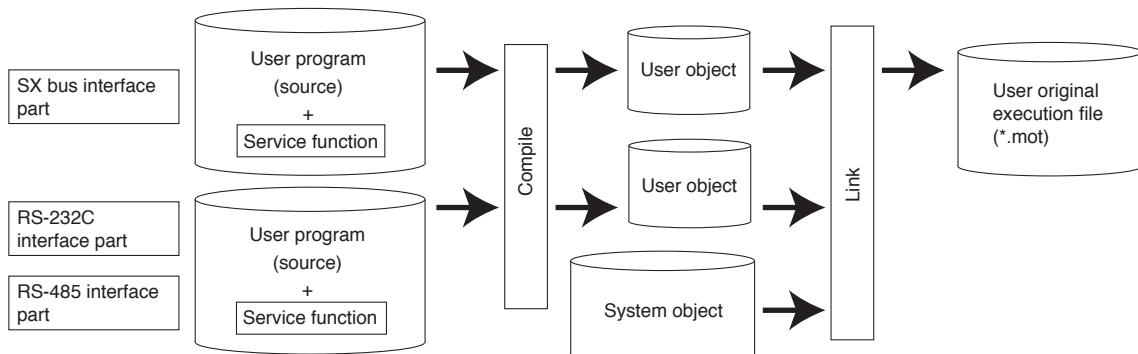 SX bus interface
part
User program
(source)
+
Service function
RS-232C
interface part
RS-485 interface
part
User program
(source)
+
Service function
Compile
User object
User object
System object
Link
User original
execution file
(*.mot)